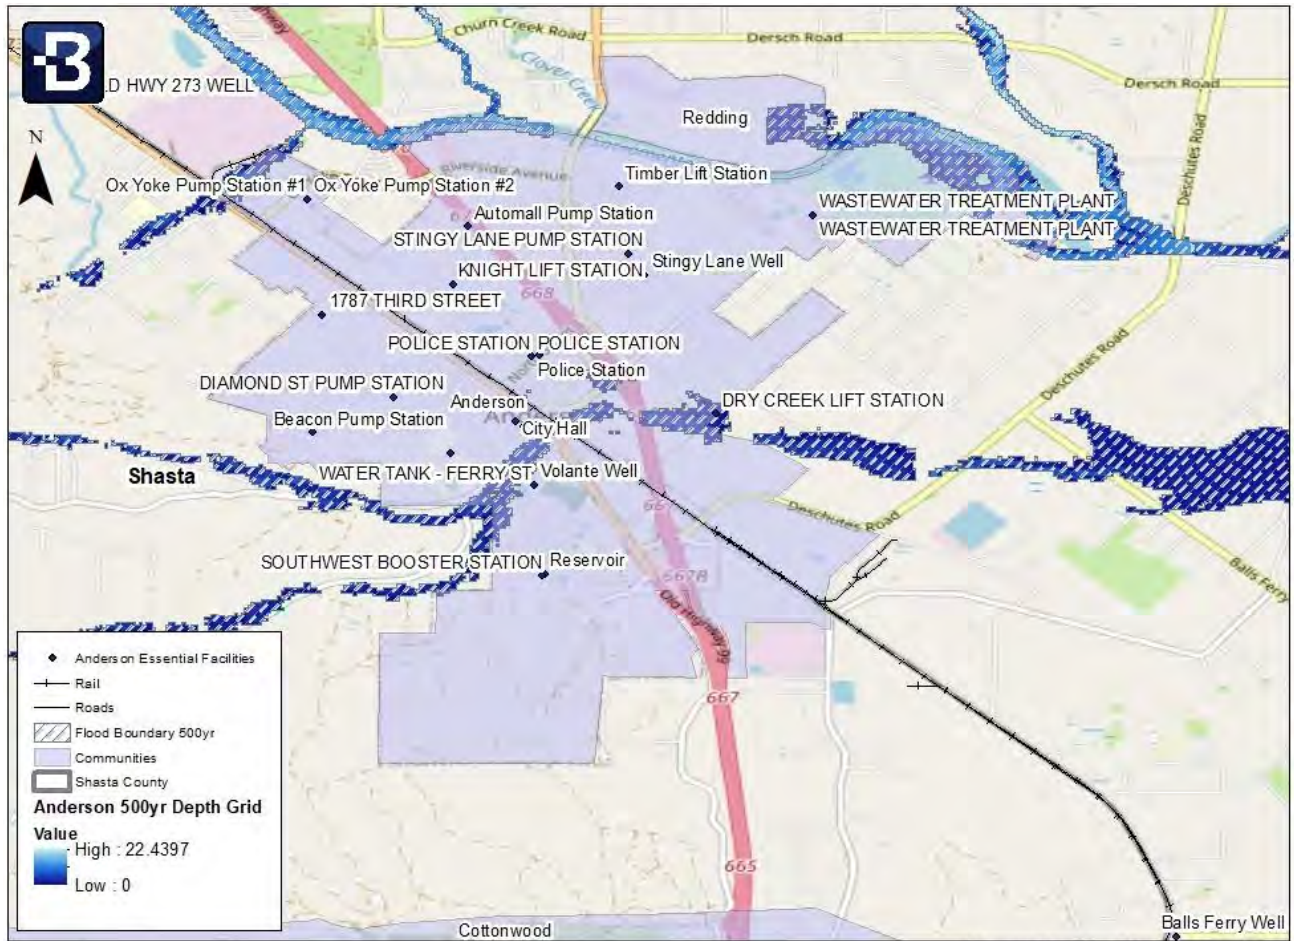 B
ghway
Churn Creek Road
Dersch Road
Clover Creek
Dersch Road
273
LD HWY 273 WELL
Redding
N
Riverside Avenue
Deschutes Road
Timber Lift Station
Ox Yoke Pump Station #1
Ox Yoke Pump Station #2
WASTEWATER TREATMENT PLANT
Automall Pump Station
WASTEWATER TREATMENT PLANT
STINGY LANE PUMP STATION
Stingy Lane Well
KNIGHT LIFT STATION
668
1787 THIRD STREET
POLICE STATION
POLICE STATION
Police Station
Deschutes Road
DIAMOND ST PUMP STATION
Anderson
DRY CREEK LIFT STATION
Beacon Pump Station
City Hall
WATER TANK - FERRY ST
Volante Well
Shasta
Deschutes Road
SOUTHWEST BOOSTER STATION
Reservoir
667B
Balls Ferry
Old Highway 99
Anderson Essential Facilities
Rail
Roads
Flood Boundary 500yr
667
Communities
Shasta County
Anderson 500yr Depth Grid
Value
High : 22.4397
Low : 0
665
Cottonwood
Balls Ferry Well